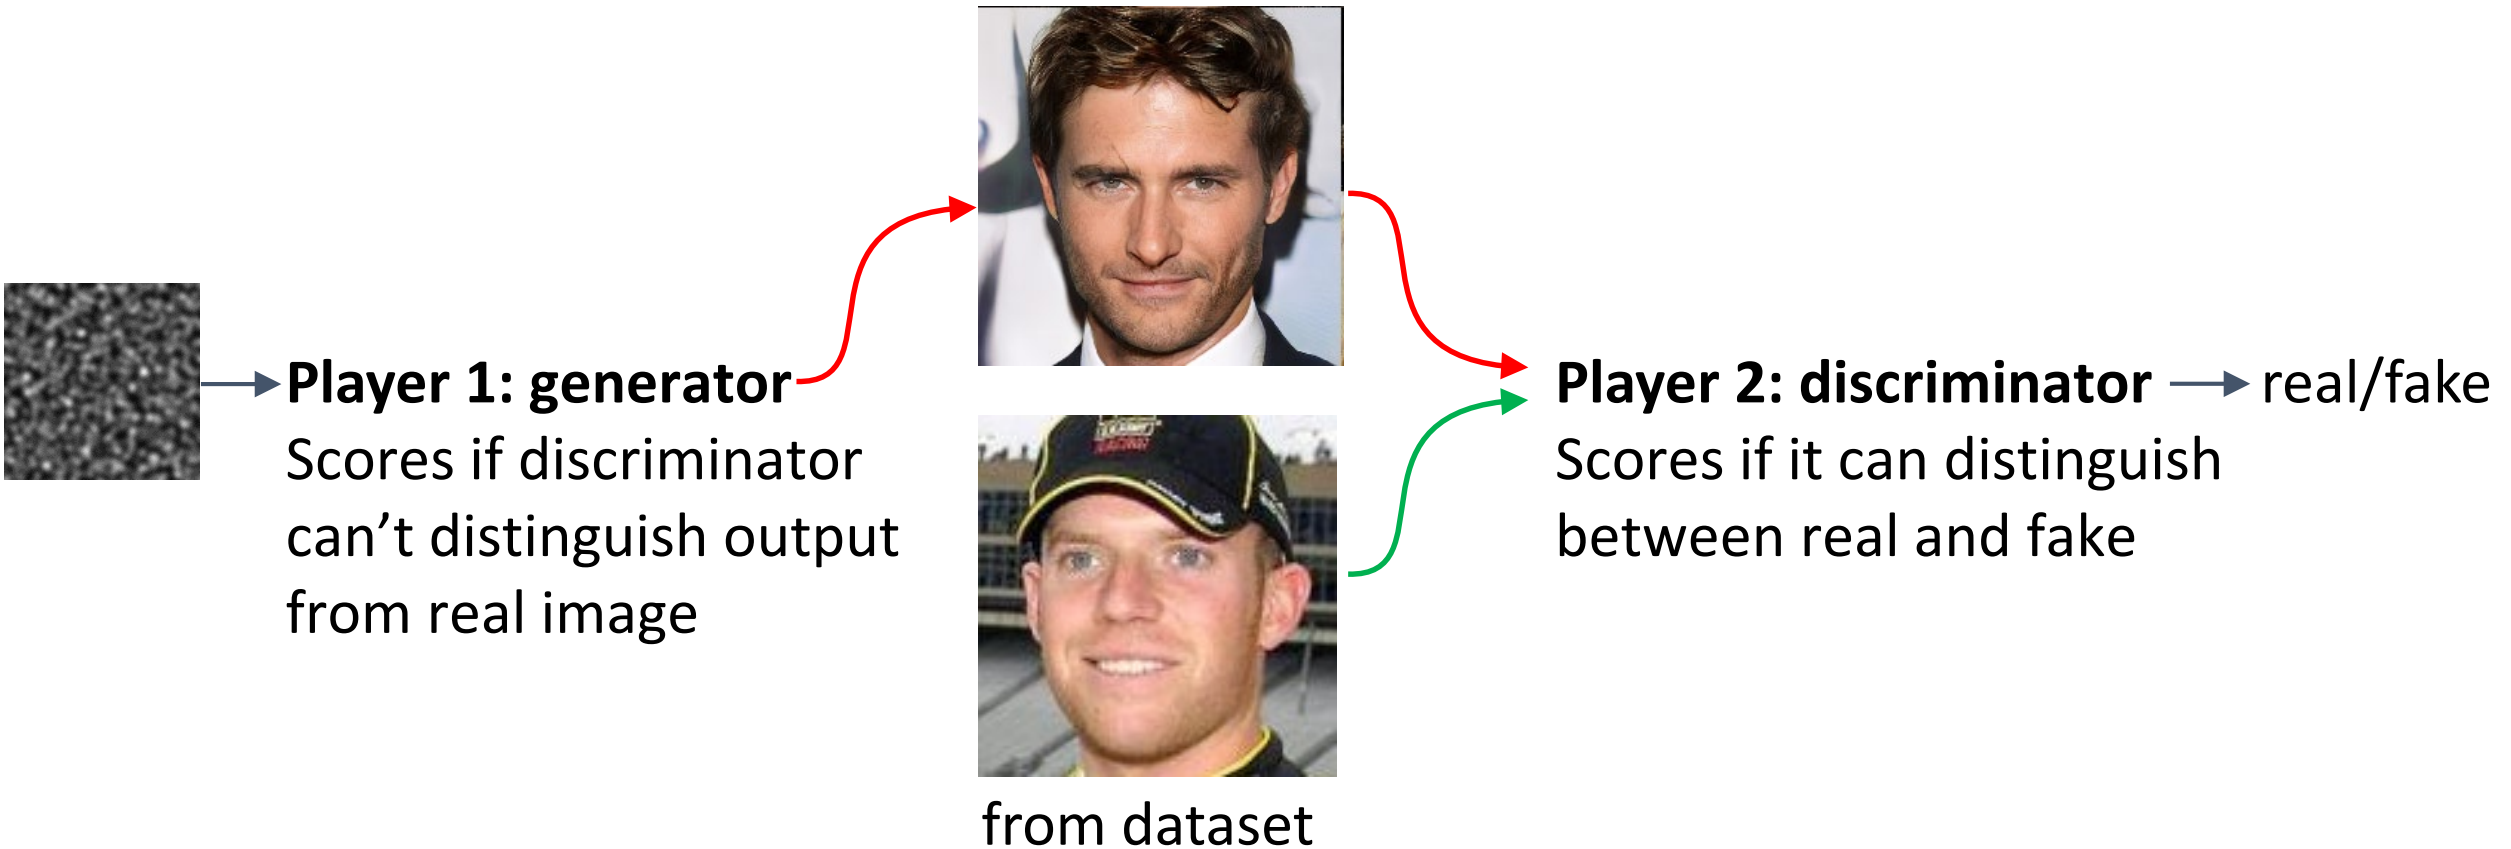 Player 1: generator
Scores if discriminator
can't distinguish output
from real image
RACING
from dataset
Player 2: discriminator
Scores if it can distinguish
between real and fake
real/fake